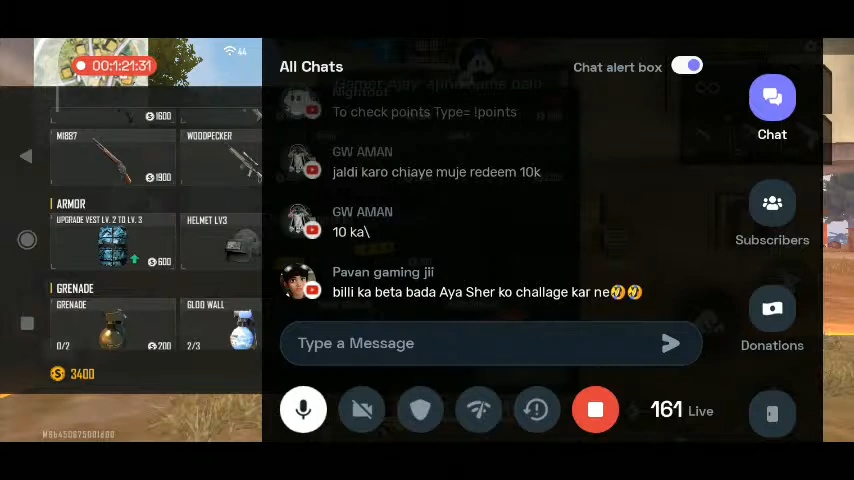 44
00:1:21:31
All Chats
Chat alert box
Nightbot
To check points Type= !points
1600
M1887
WOODPECKER
1900
GW AMAN
jaldi karo chiaye muje redeem 10k
Chat
ARMOR
UPGRADE VEST LV. 2 TO LV. 3
HELMET LV3
600
GW AMAN
10 ka\
Subscribers
GRENADE
GRENADE
GLOO WALL
0/2
200
2/3
Pavan gaming jii
billi ka beta bada Aya Sher ko challage kar ne🤣🤣
Type a Message
Donations
3400
161 Live